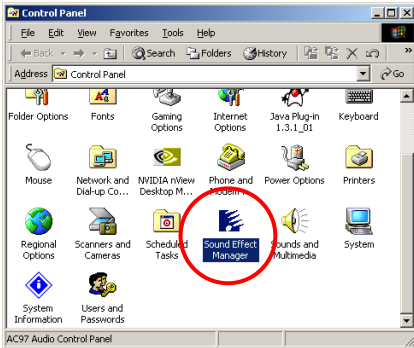 Control Panel
File Edit View Favorites Tools Help
Back Search Folders History »
Address Control Panel Go
Folder Options Fonts Gaming Options Internet Options Java Plug-in 1.3.1_01 Keyboard
Mouse Network and Dial-up Co... NVIDIA nView Desktop M... Phone and Modem Power Options Printers
Regional Options Scanners and Cameras Scheduled Tasks Sound Effect Manager Sounds and Multimedia System
System Information Users and Passwords
AC97 Audio Control Panel